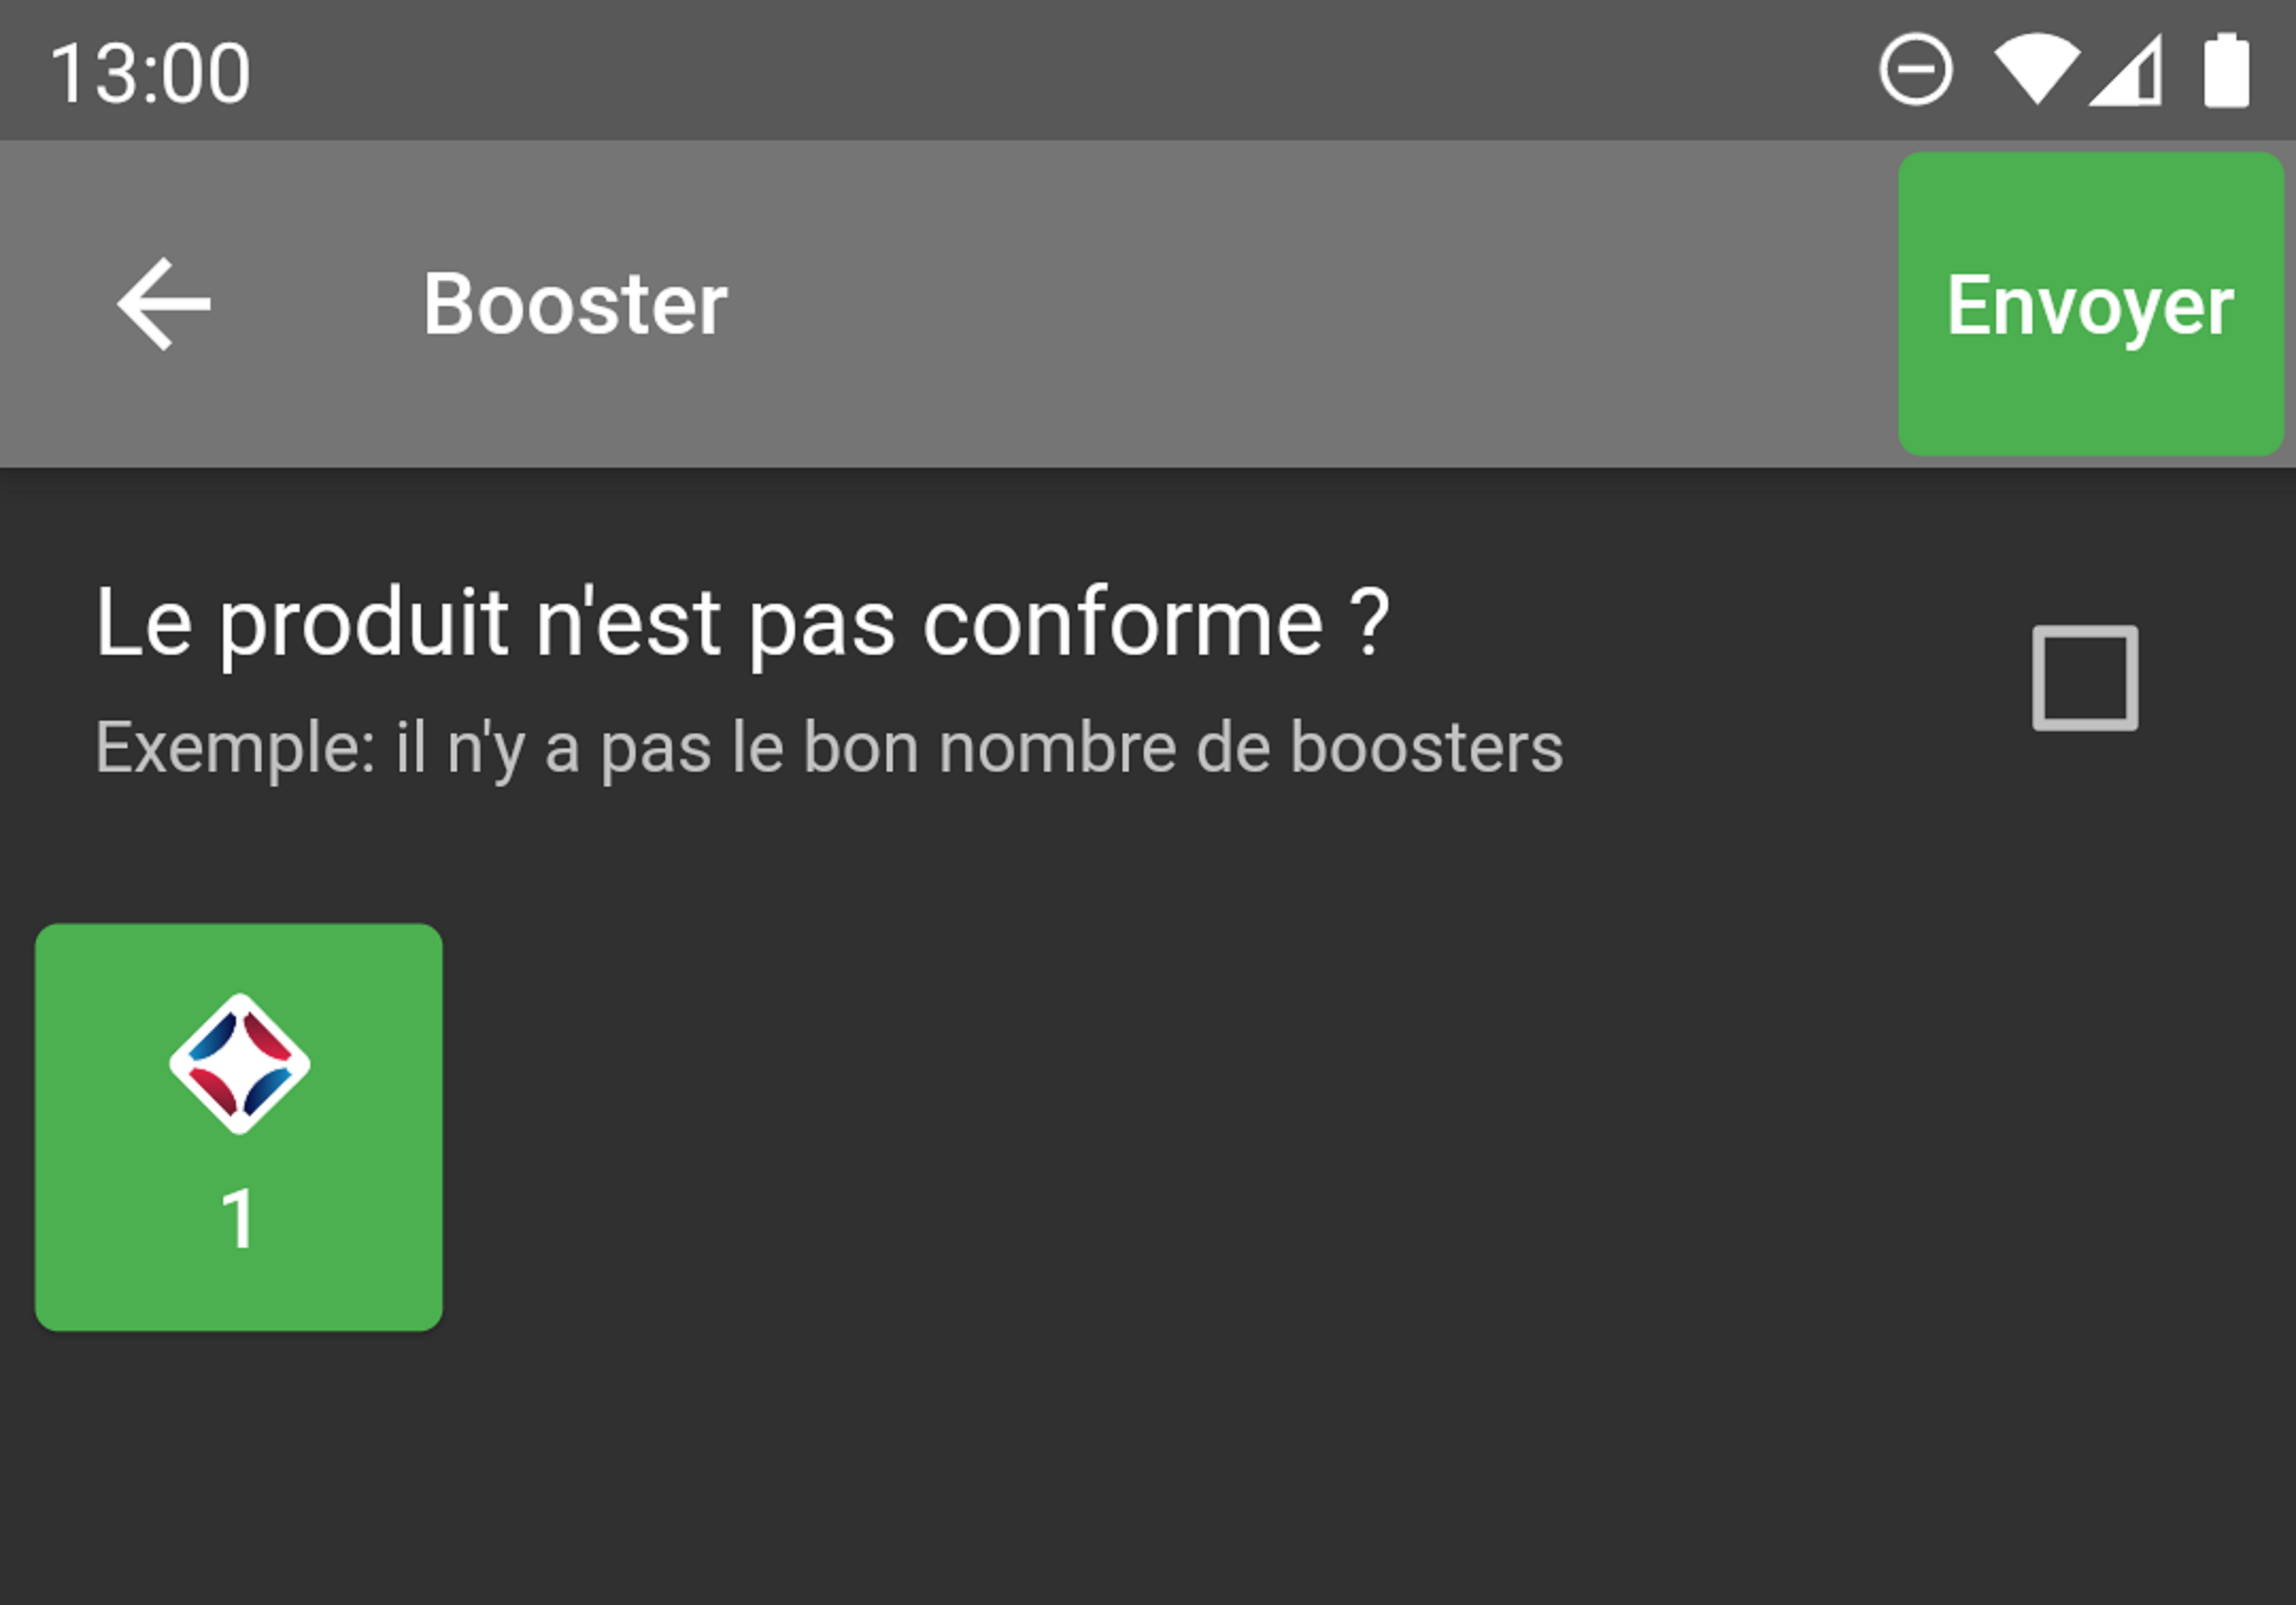 13:00
Booster
Envoyer
Le produit n'est pas conforme ?
Exemple: il n'y a pas le bon nombre de boosters
1